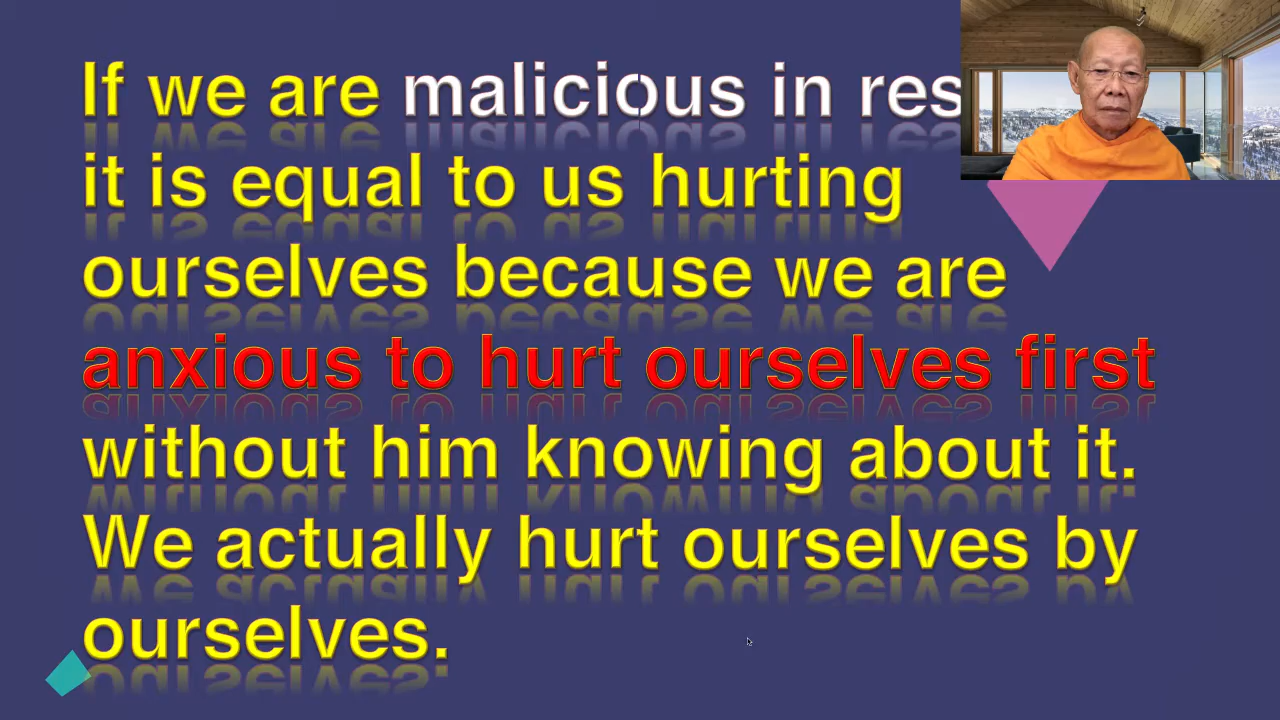 If we are malicious in
it is equal to us hurting
ourselves because we are
anxious to hurt ourselves first
without him knowing about it.
We actually hurt ourselves by
ourselves.